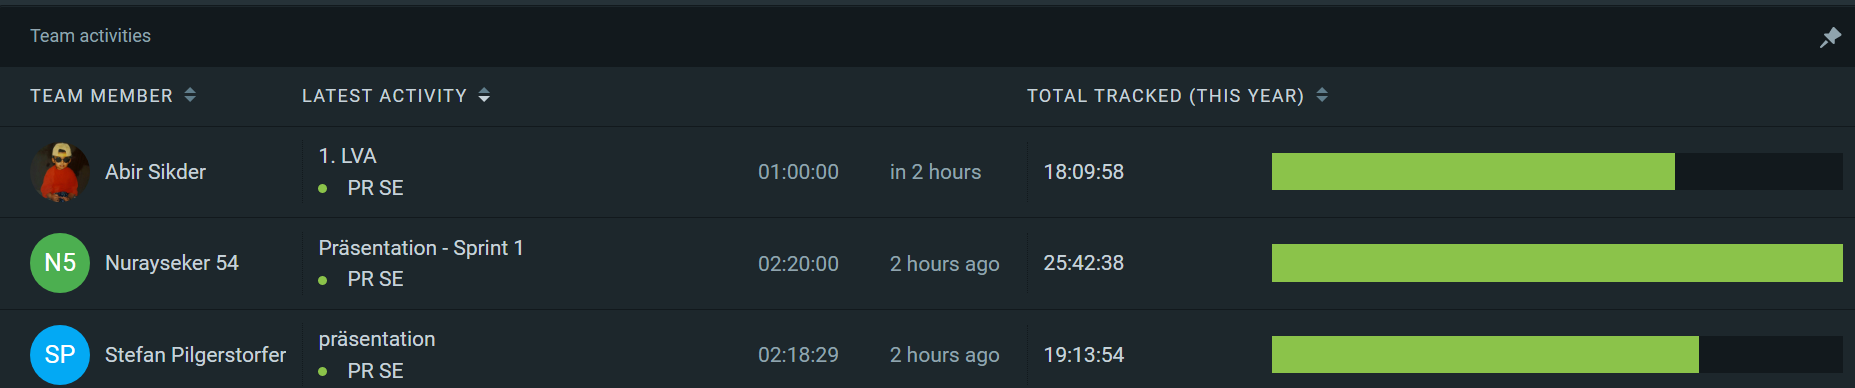 Team activities
TEAM MEMBER LATEST ACTIVITY TOTAL TRACKED (THIS YEAR)
Abir Sikder 1. LVA 01:00:00 in 2 hours 18:09:58
PR SE
N5 Nurayseker 54 Präsentation - Sprint 1 02:20:00 2 hours ago 25:42:38
PR SE
SP Stefan Pilgerstorfer präsentation 02:18:29 2 hours ago 19:13:54
PR SE